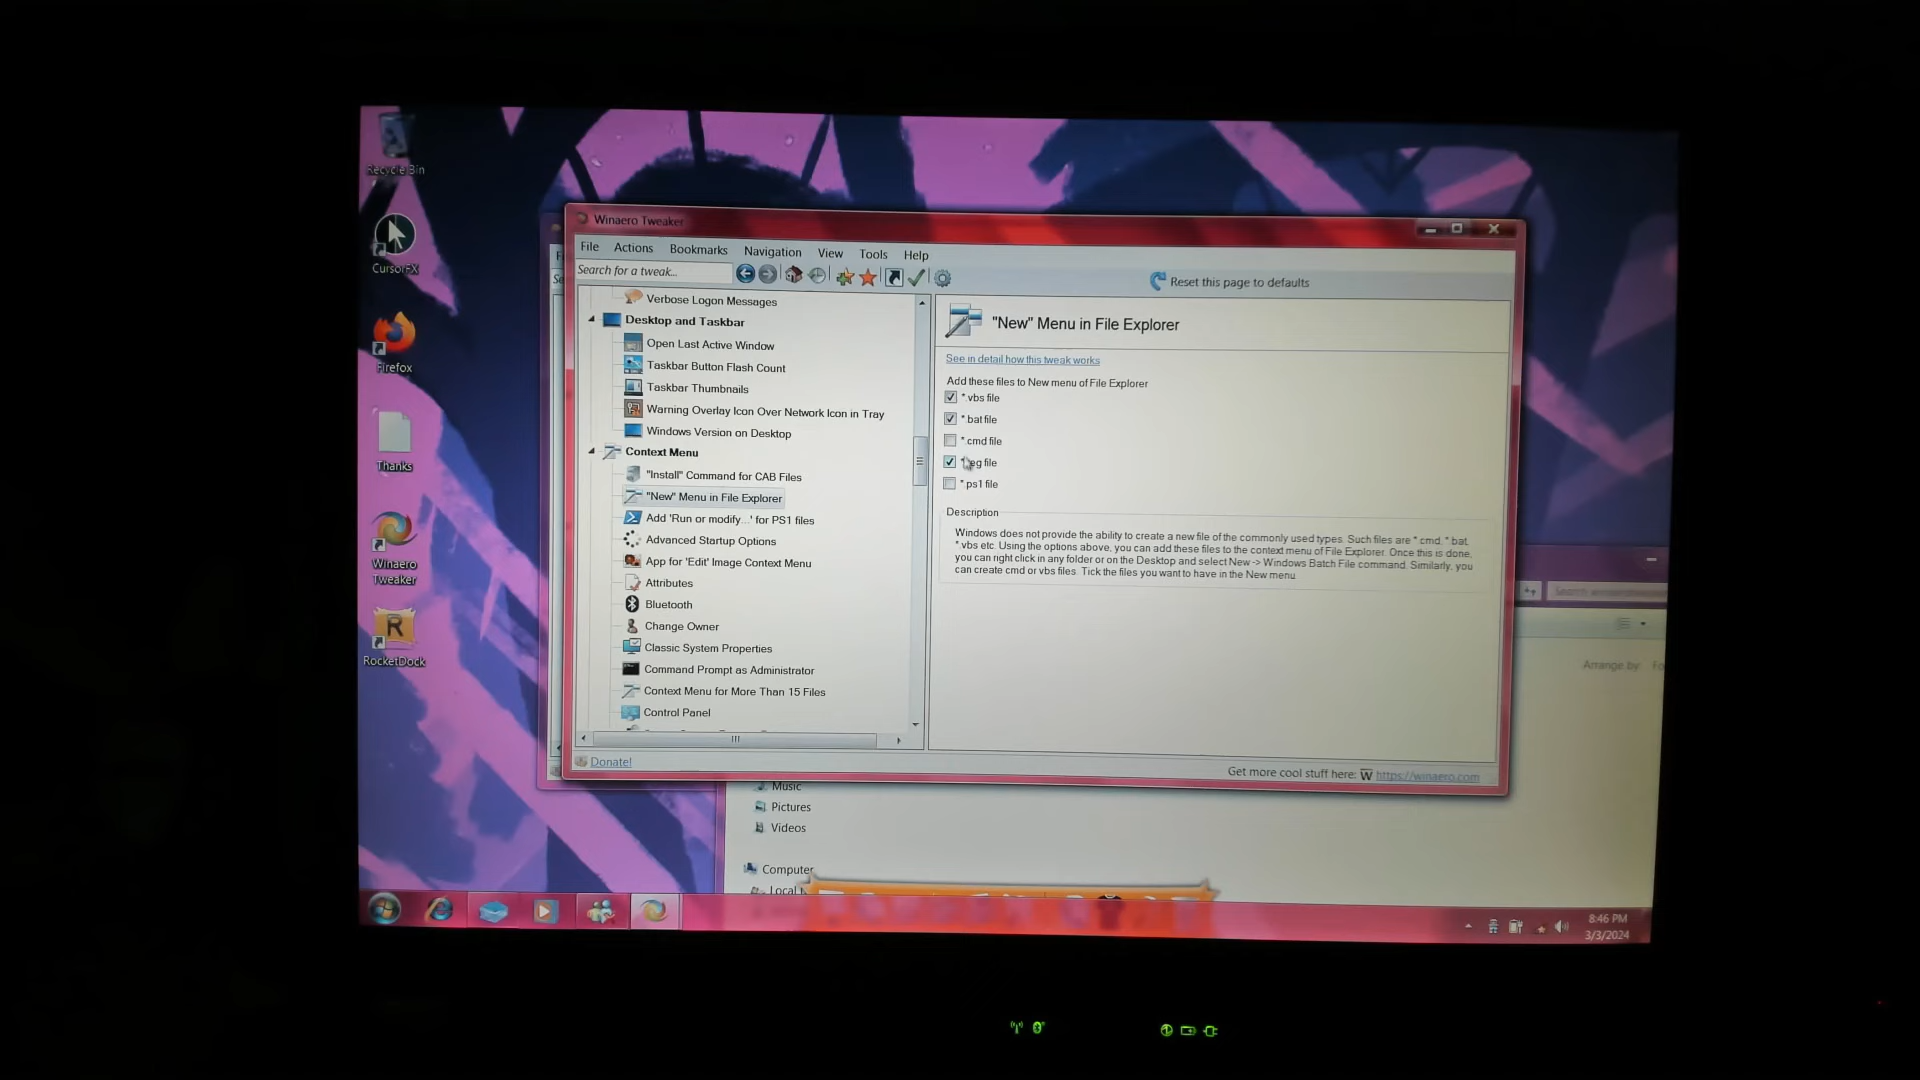 Recycle Bin
CursorFX
Firefox
Thanks
Winaero
Tweaker
RocketDock
Winaero Tweaker
File Actions Bookmarks Navigation View Tools Help
Search for a tweak...
Reset this page to defaults
Verbose Logon Messages
Desktop and Taskbar
Open Last Active Window
Taskbar Button Flash Count
Taskbar Thumbnails
Warning Overlay Icon Over Network Icon in Tray
Windows Version on Desktop
Context Menu
"Install" Command for CAB Files
"New" Menu in File Explorer
Add 'Run or modify...' for PS1 files
Advanced Startup Options
App for 'Edit' Image Context Menu
Attributes
Bluetooth
Change Owner
Classic System Properties
Command Prompt as Administrator
Context Menu for More Than 15 Files
Control Panel
"New" Menu in File Explorer
See in detail how this tweak works
Add these files to New menu of File Explorer
*.vbs file
*.bat file
*.cmd file
file
*.ps1 file
Description
Windows does not provide the ability to create a new file of the commonly used types. Such files are *.cmd, *.bat,
*.vbs etc. Using the options above, you can add these files to the context menu of File Explorer. Once this is done,
you can right click in any folder or on the Desktop and select New -> Windows Batch File command. Similarly, you
can create cmd or vbs files. Tick the files you want to have in the New menu.
Donate!
Get more cool stuff here: W https://winaero.com
Arrange by: Fo
Music
Pictures
Videos
Computer
Local
8:46 PM
3/3/2024